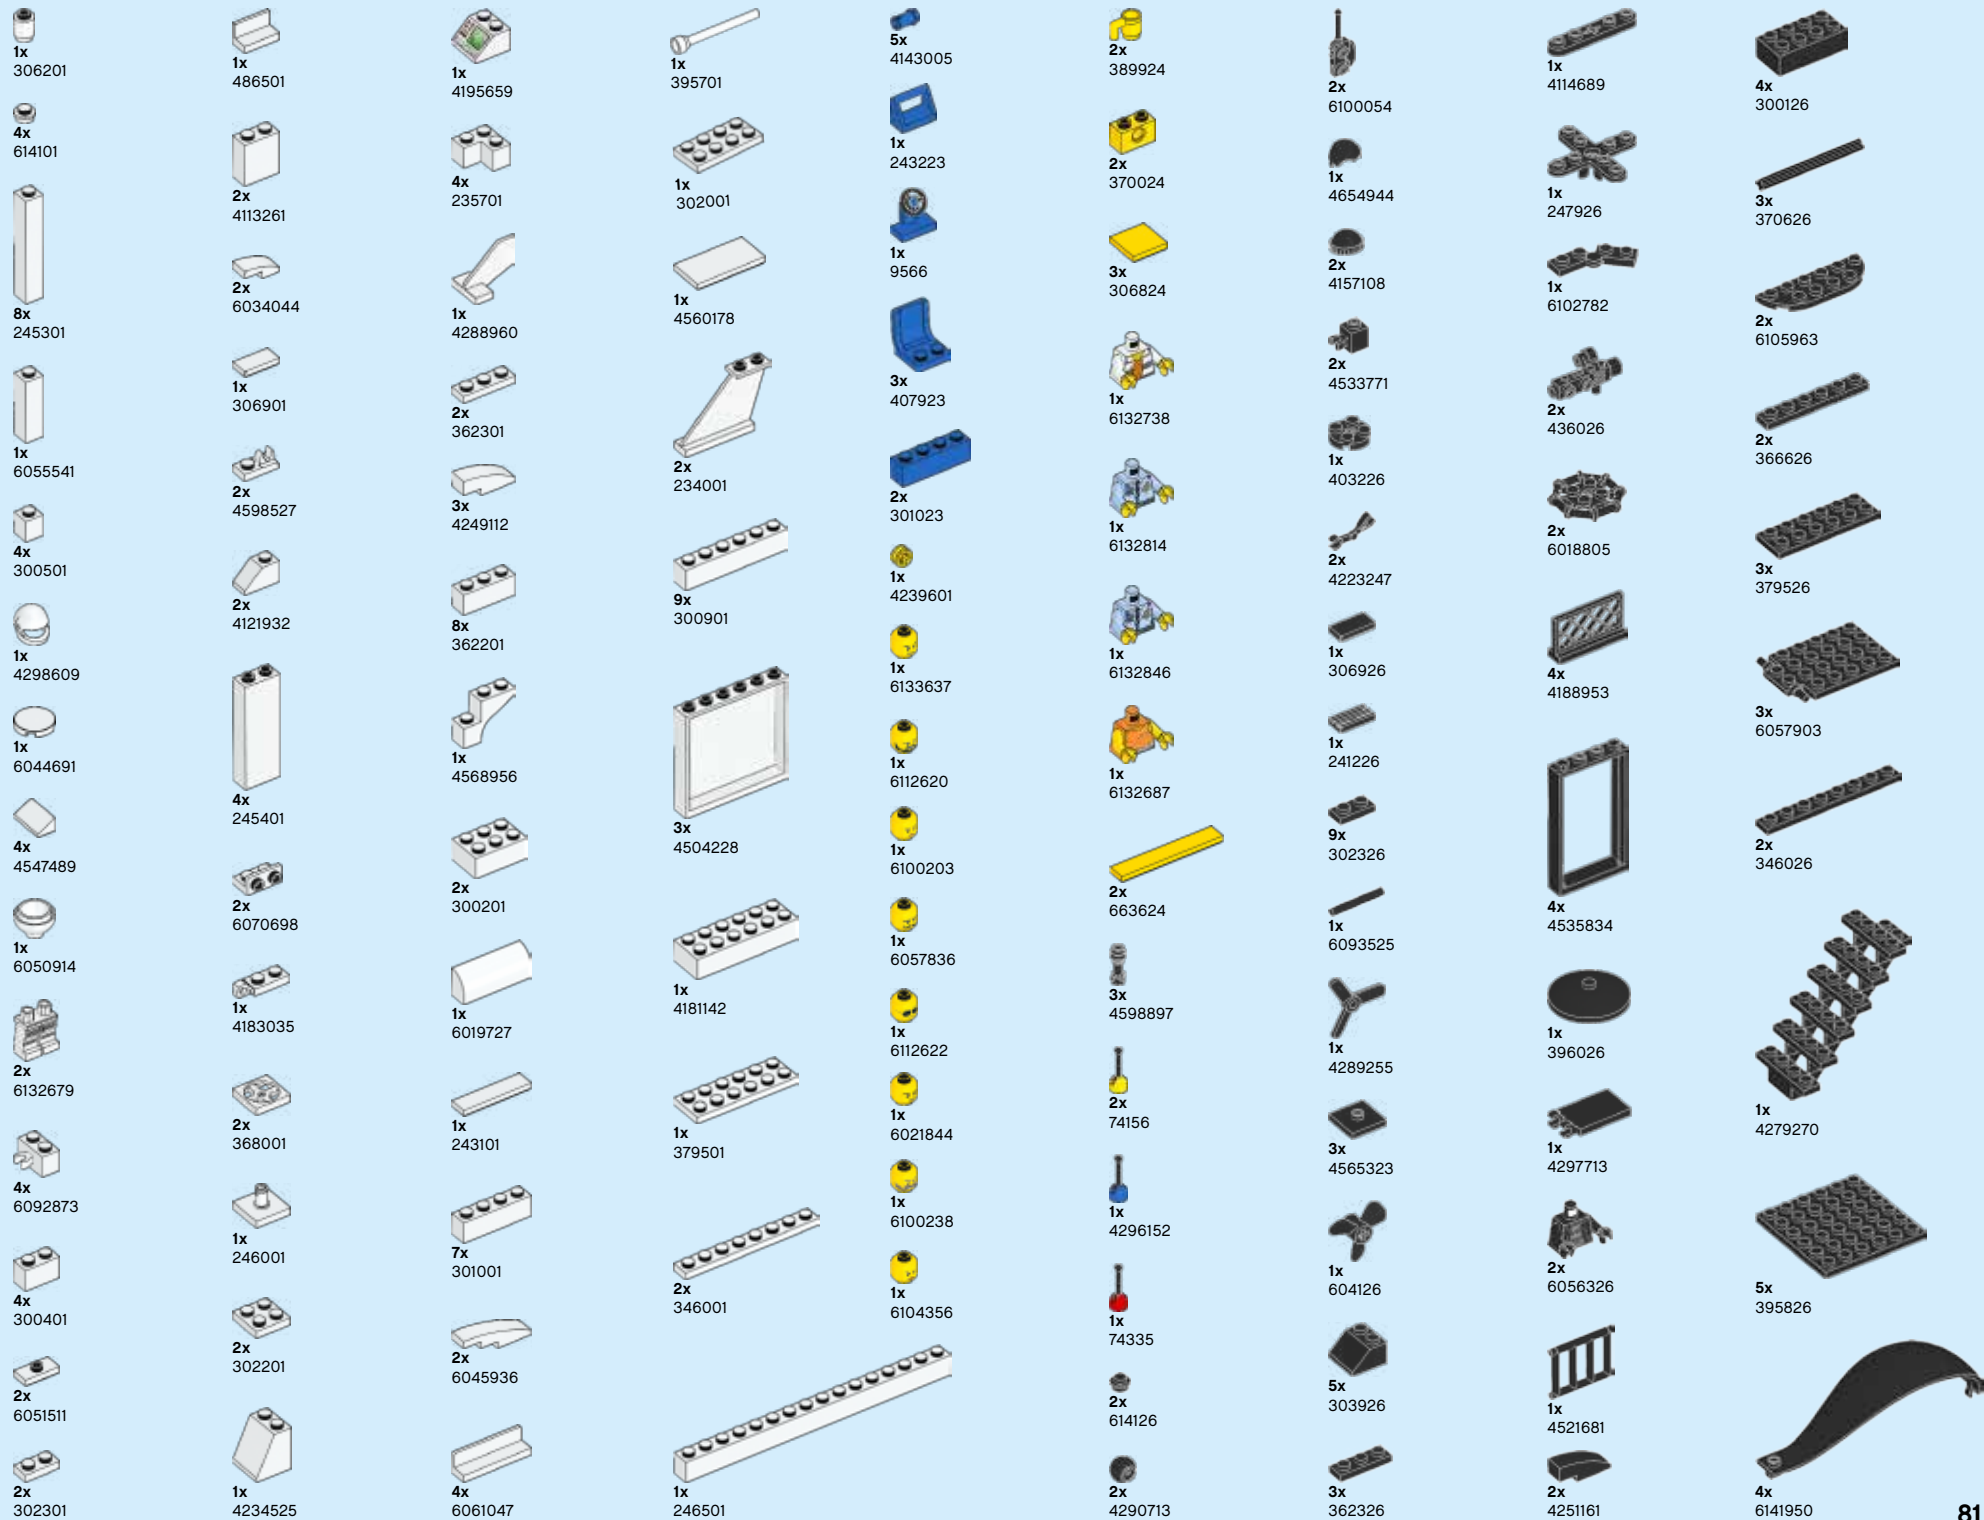 1x
306201
4x
614101
8x
245301
1x
6055541
4x
300501
1x
4298609
1x
6044691
4x
4547489
1x
6050914
2x
6132679
4x
6092873
4x
300401
2x
6051511
2x
302301
1x
486501
2x
4113261
2x
6034044
1x
306901
2x
4598527
2x
4121932
4x
245401
2x
6070698
1x
4183035
2x
368001
1x
246001
2x
302201
1x
4234525
1x
4195659
4x
235701
1x
4288960
2x
362301
3x
4249112
8x
362201
1x
4568956
2x
300201
1x
6019727
1x
243101
7x
301001
2x
6045936
4x
6061047
1x
395701
1x
302001
1x
4560178
2x
234001
9x
300901
3x
4504228
1x
4181142
1x
379501
2x
346001
1x
246501
5x
4143005
1x
243223
1x
9566
3x
407923
2x
301023
1x
4239601
1x
6133637
1x
6112620
1x
6100203
1x
6057836
1x
6112622
1x
6021844
1x
6100238
1x
6104356
2x
389924
2x
370024
3x
306824
1x
6132738
1x
6132814
1x
6132846
1x
6132687
2x
663624
3x
4598897
2x
74156
1x
4296152
1x
74335
2x
614126
2x
4290713
2x
6100054
1x
4654944
2x
4157108
2x
4533771
1x
403226
2x
4223247
1x
306926
1x
241226
9x
302326
1x
6093525
1x
4289255
3x
4565323
1x
604126
5x
303926
3x
362326
1x
4114689
1x
247926
1x
6102782
2x
436026
2x
6018805
4x
4188953
4x
4535834
1x
396026
1x
4297713
2x
6056326
1x
4521681
2x
4251161
4x
300126
3x
370626
2x
6105963
2x
366626
3x
379526
3x
6057903
2x
346026
1x
4279270
5x
395826
4x
6141950
81